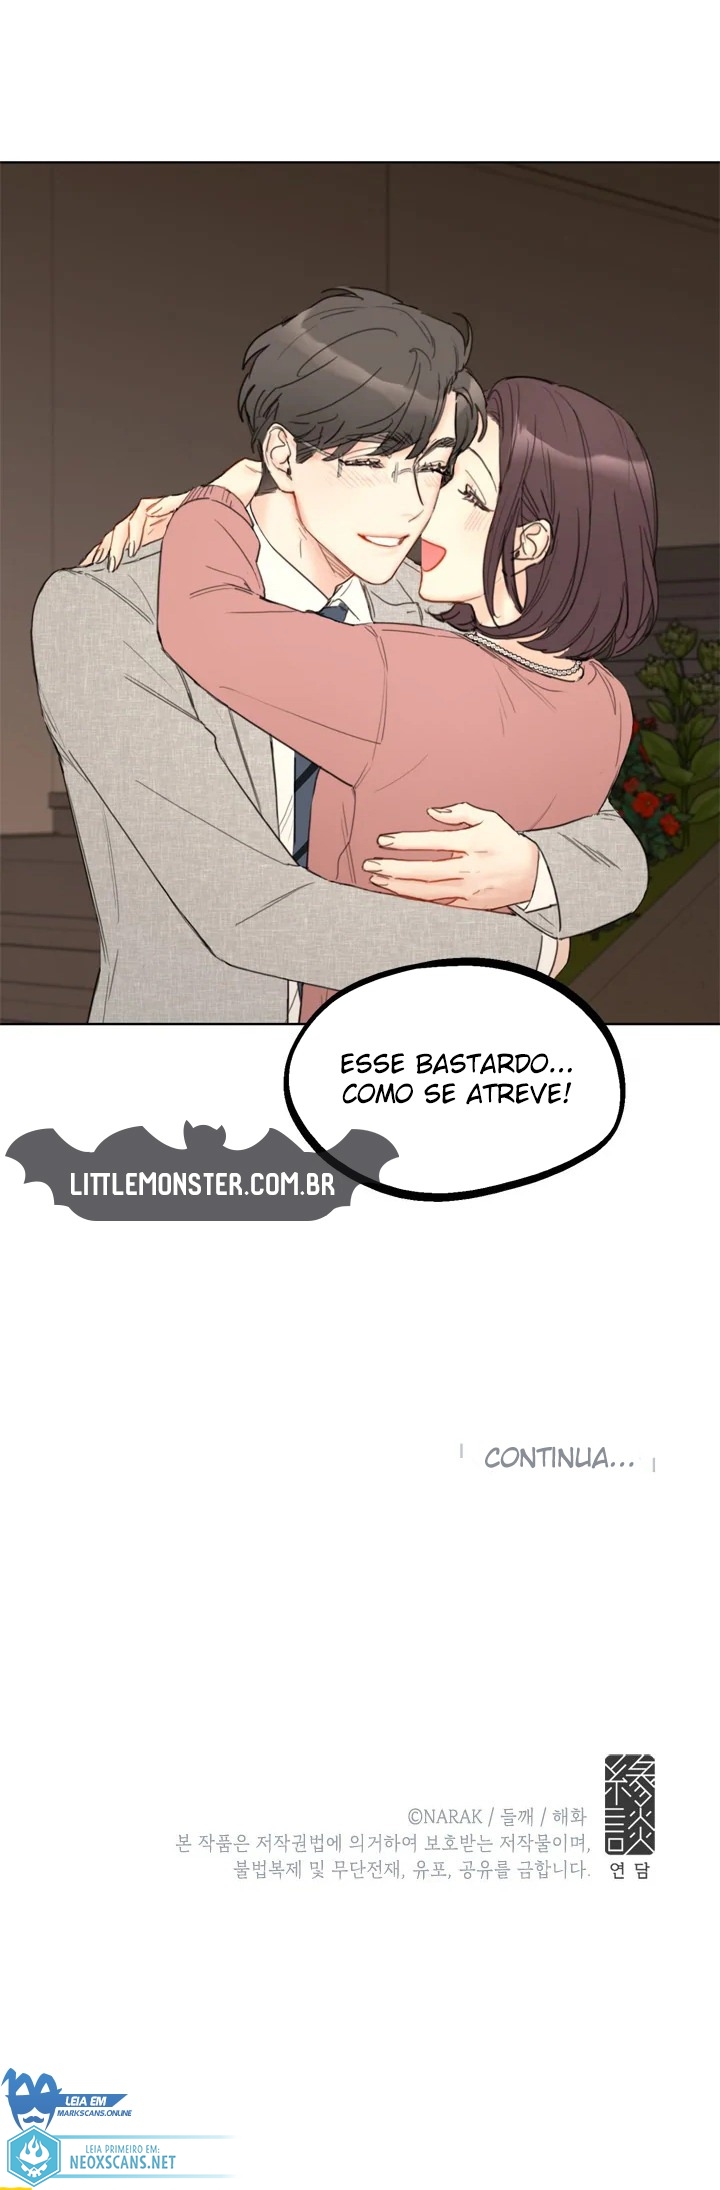 ESSE BASTARDO...
COMO SE ATREVE!
LITTLEMONSTER.COM.BR
CONTINUA...
©NARAK / 들깨 / 해화
본 작품은 저작권법에 의거하여 보호받는 저작물이며,
불법복제 및 무단전재, 유포, 공유를 금합니다.
緣談
연담
LEIA EM
MARKSCANS.ONLINE
LEIA PRIMEIRO EM:
NEOXSCANS.NET